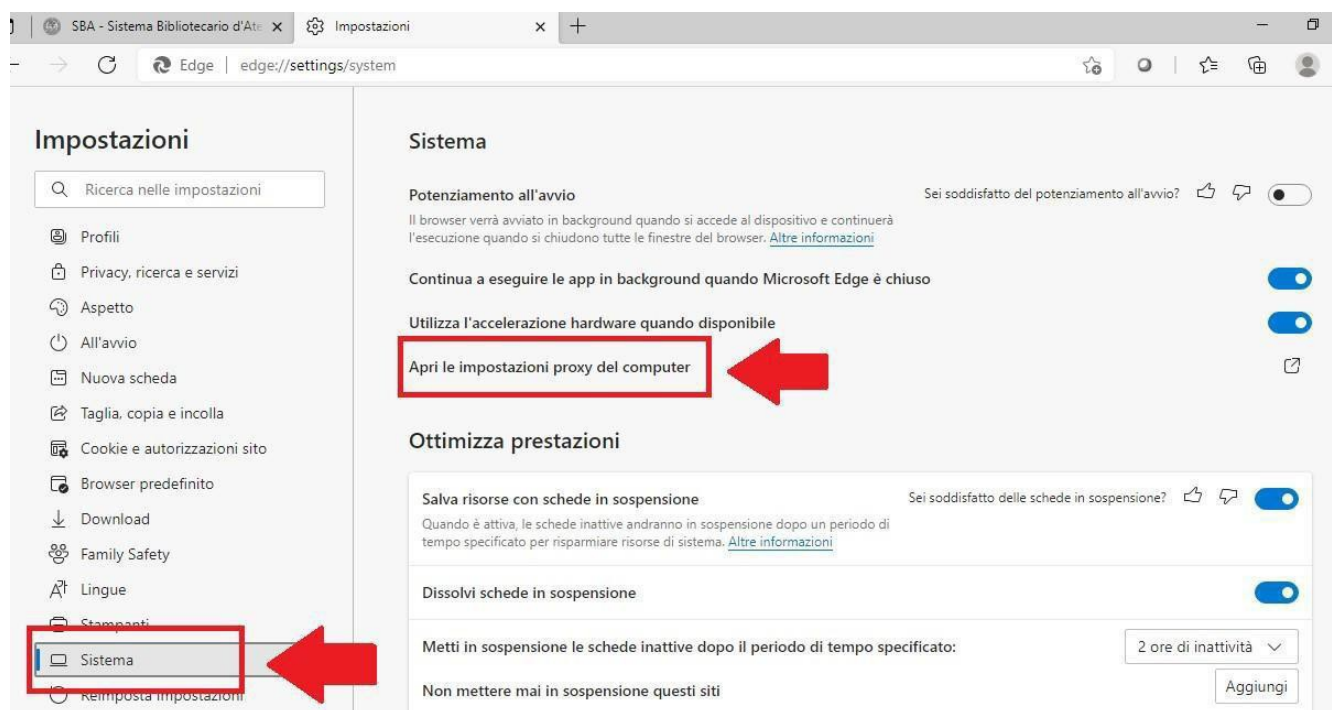 SBA - Sistema Bibliotecario d'Ate
Impostazioni
Edge | edge://settings/system
Impostazioni
Ricerca nelle impostazioni
Profili
Privacy, ricerca e servizi
Aspetto
All'avvio
Nuova scheda
Taglia, copia e incolla
Cookie e autorizzazioni sito
Browser predefinito
Download
Family Safety
Lingue
Stampanti
Sistema
Reimposta impostazioni
Sistema
Potenziamento all'avvio
Sei soddisfatto del potenziamento all'avvio?
Il browser verrà avviato in background quando si accede al dispositivo e continuerà
l'esecuzione quando si chiudono tutte le finestre del browser. Altre informazioni
Continua a eseguire le app in background quando Microsoft Edge è chiuso
Utilizza l'accelerazione hardware quando disponibile
Apri le impostazioni proxy del computer
Ottimizza prestazioni
Salva risorse con schede in sospensione
Sei soddisfatto delle schede in sospensione?
Quando è attiva, le schede inattive andranno in sospensione dopo un periodo di
tempo specificato per risparmiare risorse di sistema. Altre informazioni
Dissolvi schede in sospensione
Metti in sospensione le schede inattive dopo il periodo di tempo specificato:
2 ore di inattività
Non mettere mai in sospensione questi siti
Aggiungi